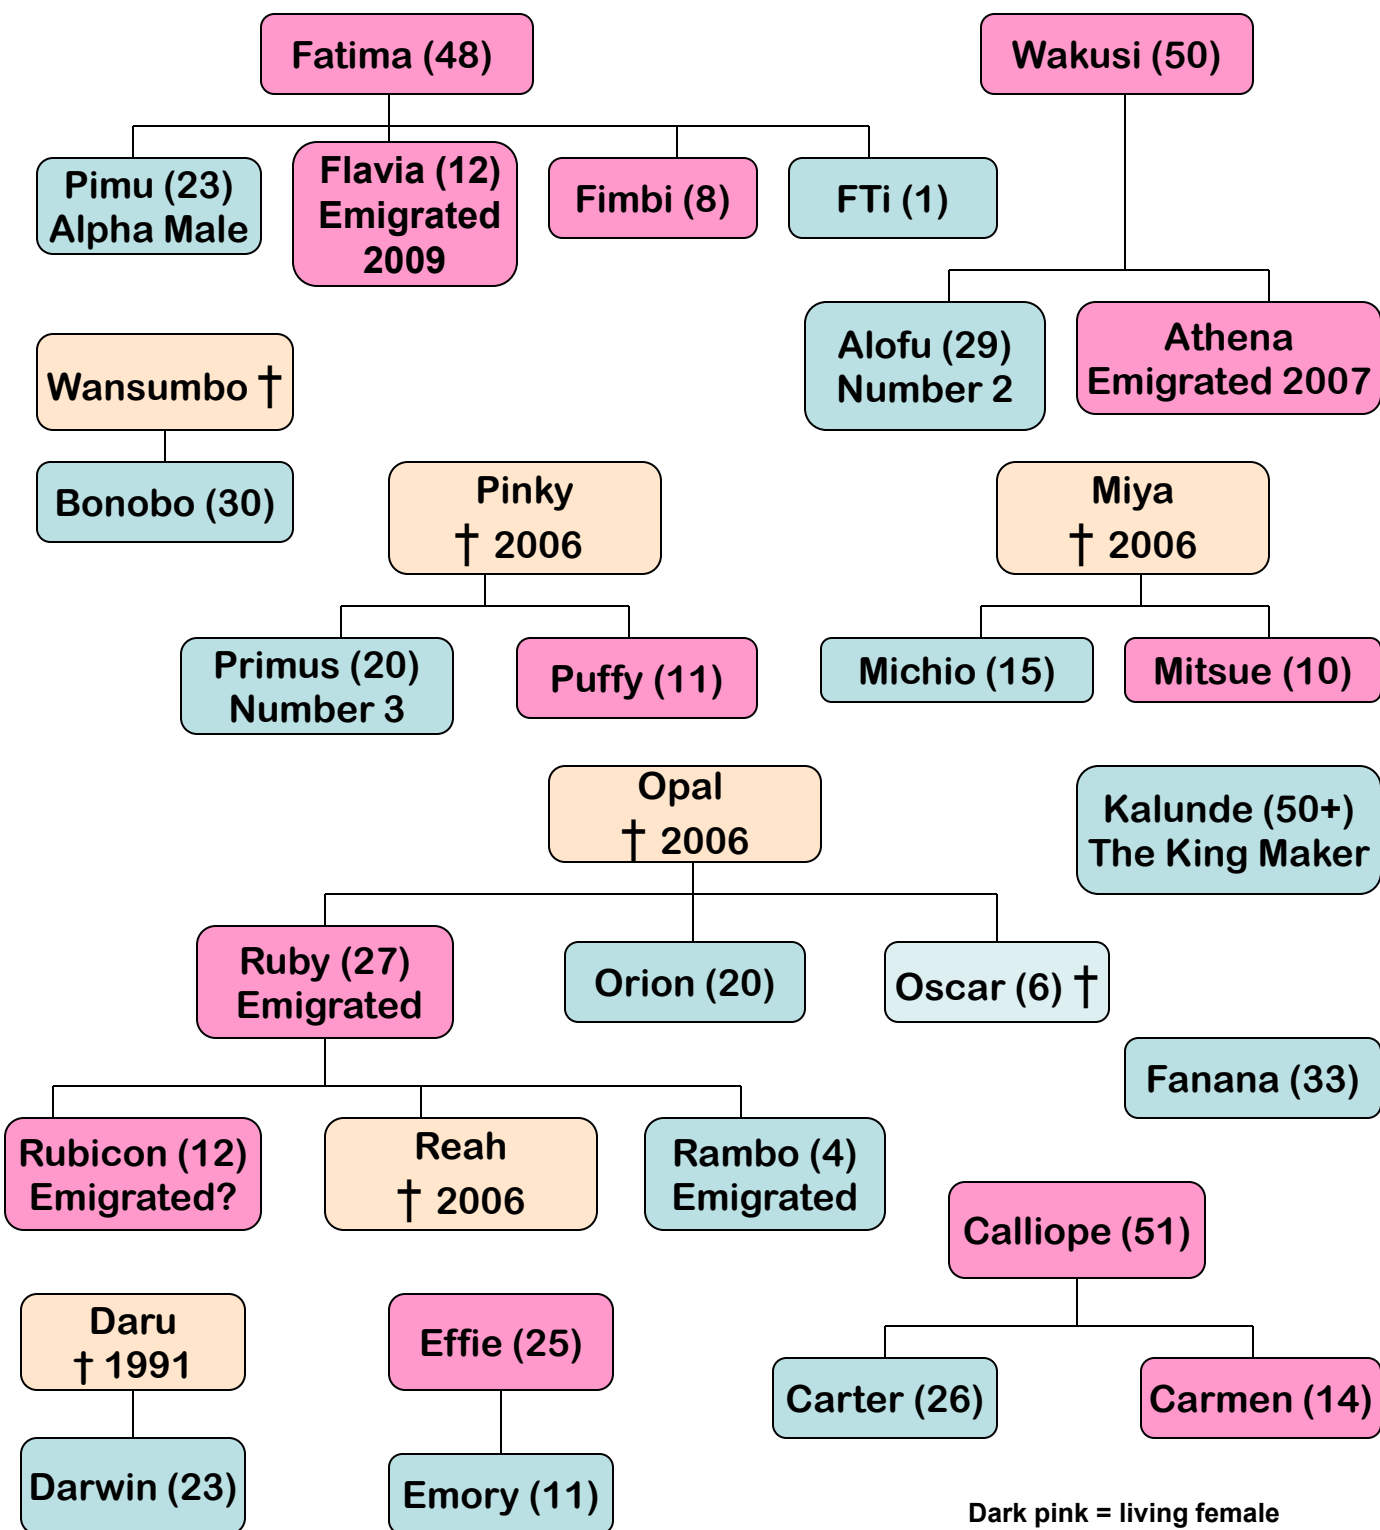 Fatima (48)
Wakusi (50)
Pimu (23)
Alpha Male
Flavia (12)
Emigrated
2009
Fimbi (8)
FTi (1)
Alofu (29)
Number 2
Athena
Emigrated 2007
Wansumbo †
Bonobo (30)
Pinky
† 2006
Miya
† 2006
Primus (20)
Number 3
Puffy (11)
Michio (15)
Mitsue (10)
Opal
† 2006
Kalunde (50+)
The King Maker
Ruby (27)
Emigrated
Orion (20)
Oscar (6) †
Fanana (33)
Rubicon (12)
Emigrated?
Reah
† 2006
Rambo (4)
Emigrated
Calliope (51)
Daru
† 1991
Effie (25)
Carter (26)
Carmen (14)
Darwin (23)
Emory (11)
Dark pink = living female